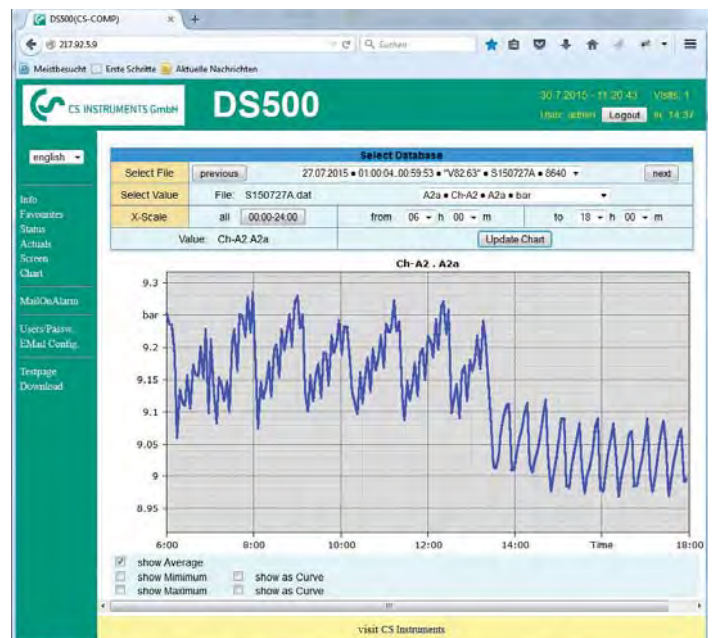 DS500(CS-COMP)
217.92.5.9
Suchen
Meistbesucht Erste Schritte Aktuelle Nachrichten
CS INSTRUMENTS GmbH
DS500
30.7.2015 - 11:20:43 Visits: 1
User: admin Logout in: 14:37
english
Info
Favourites
Status
Actuals
Screen
Chart
MailOnAlarm
Users/Passw.
EMail Config.
Testpage
Download
Select Database
Select File previous 27.07.2015 ● 01:00:04..00:59:53 ● "V82.63" ● S150727A ● 8640 next
Select Value File: S150727A.dat A2a ● Ch-A2 ● A2a ● bar
X-Scale all 00:00-24:00 from 06 h 00 m to 18 h 00 m
Value: Ch-A2.A2a Update Chart
Ch-A2 . A2a
9.3
bar
9.2
9.15
9.1
9.05
9
8.95
6:00 8:00 10:00 12:00 14:00 Time 18:00
show Average
show Mimimum show as Curve
show Maximum show as Curve
visit CS Instruments